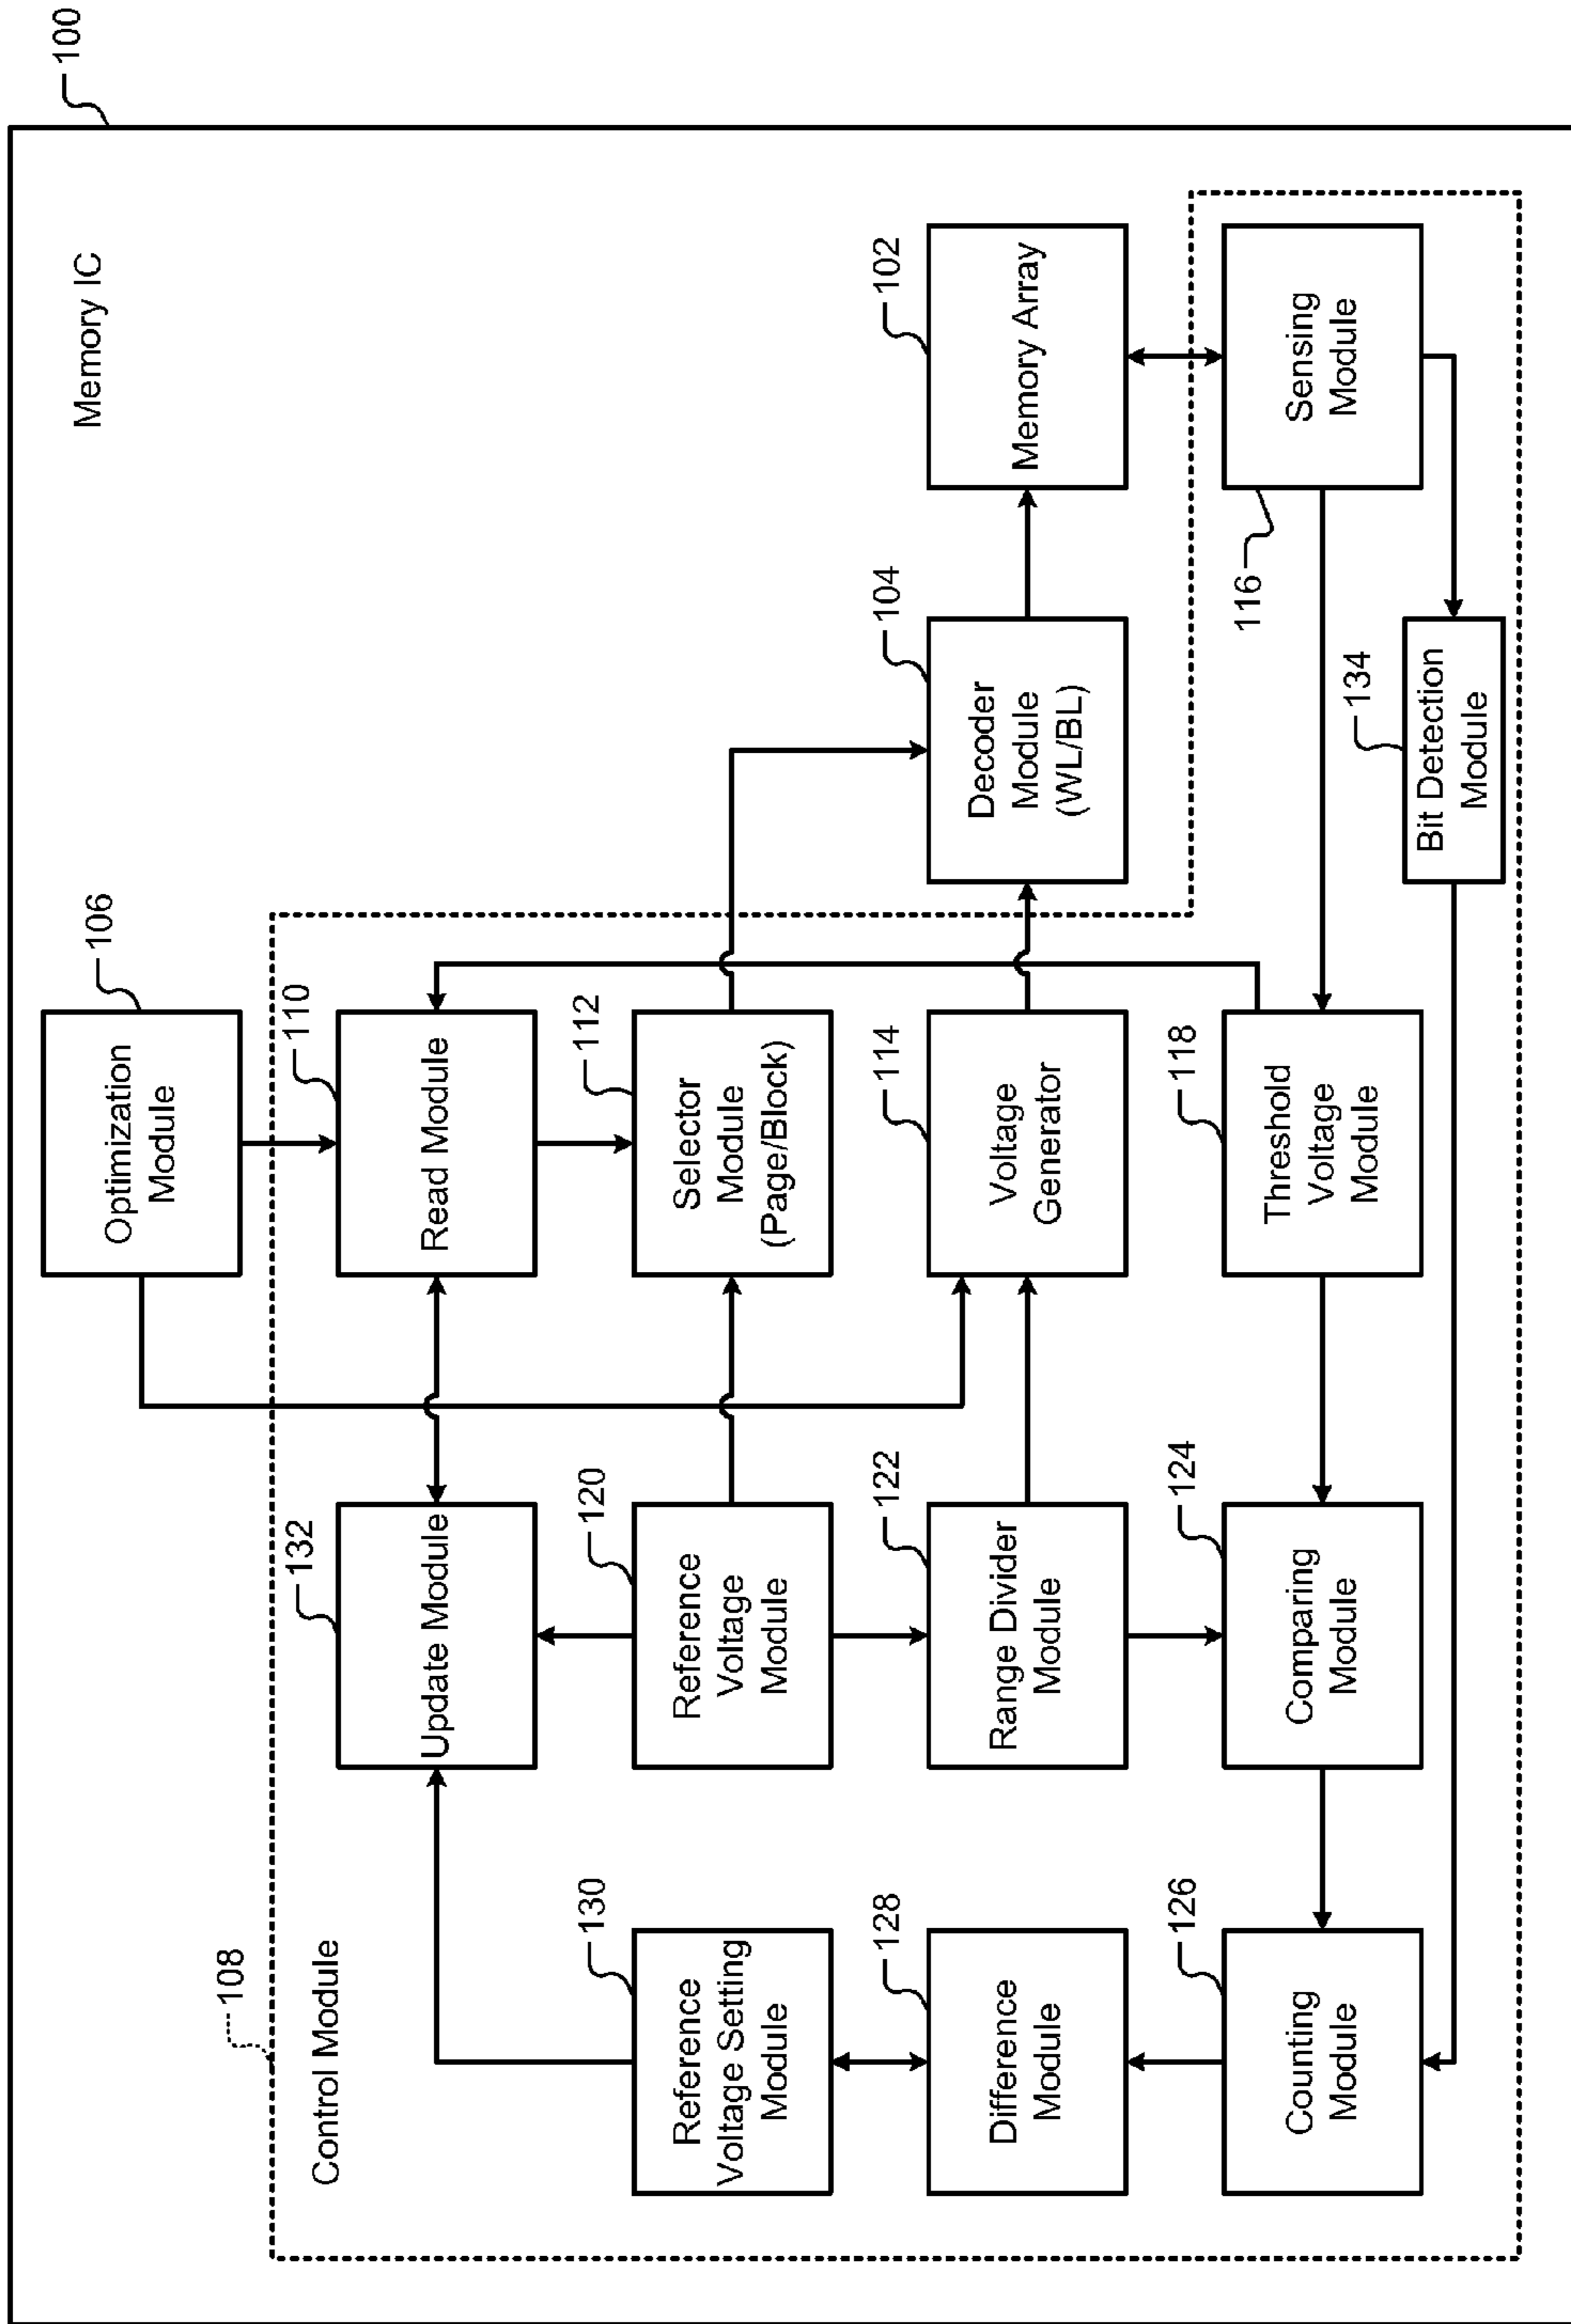 100
Memory IC
106
Optimization
Module
108
Control Module
132
Update Module
110
Read Module
130
Reference
Voltage Setting
Module
120
Reference
Voltage
Module
112
Selector
Module
(Page/Block)
128
Difference
Module
122
Range Divider
Module
114
Voltage
Generator
104
Decoder
Module
(WL/BL)
102
Memory Array
126
Counting
Module
124
Comparing
Module
118
Threshold
Voltage
Module
116
Sensing
Module
134
Bit Detection
Module